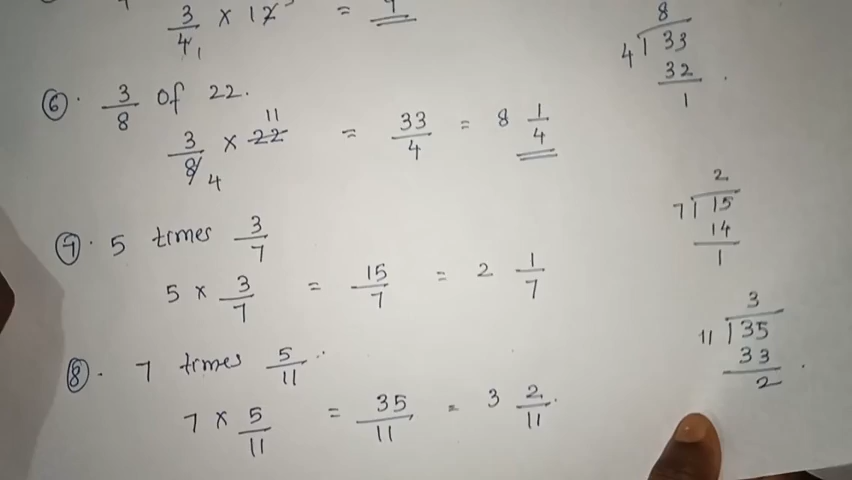 3/4 1 × 12 3 = 9
8
4 ) 33
32
1
⑥. 3/8 of 22.
3/8 4 × 22 11 = 33/4 = 8 1/4
2
7 ) 15
14
1
⑦. 5 times 3/7
5 × 3/7 = 15/7 = 2 1/7
3
11 ) 35
33
2
⑧. 7 times 5/11
7 × 5/11 = 35/11 = 3 2/11.